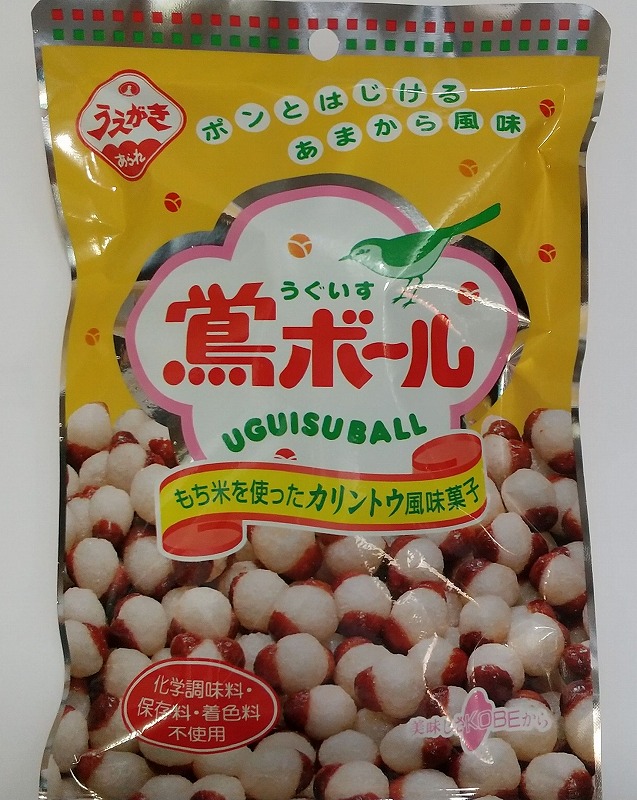 うえがき
あられ
ポンとはじける
あまから風味
うぐいす
鴬ボール
UGUISU BALL
もち米を使ったカリントウ風味菓子
化学調味料・
保存料・着色料
不使用
美味しさKOBEから